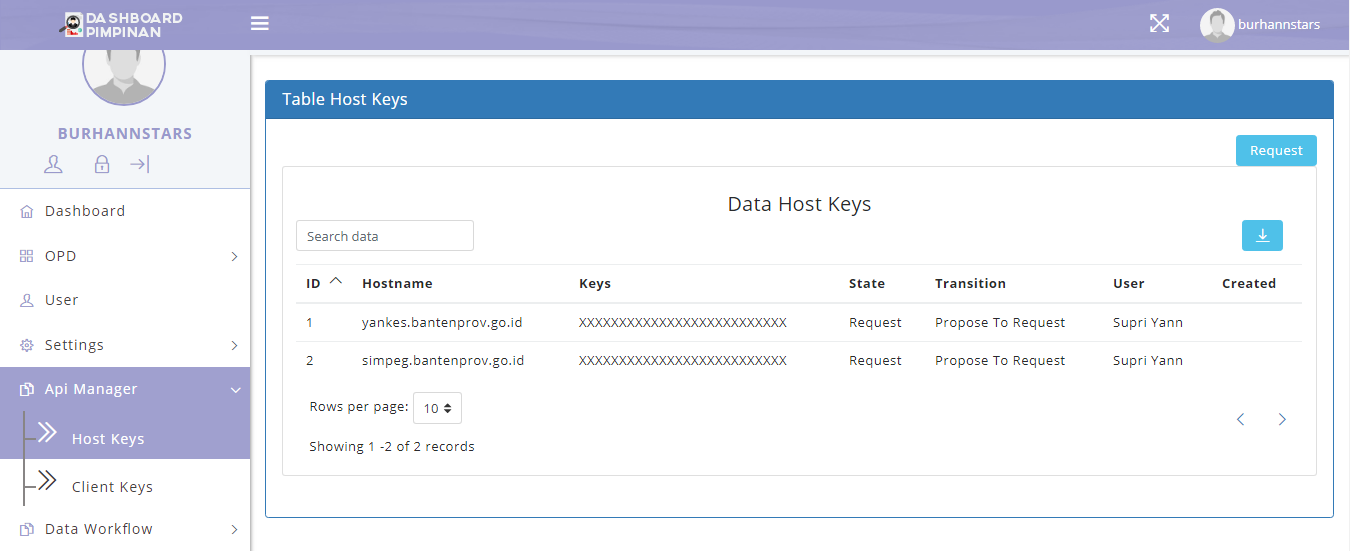 DASHBOARD
PIMPINAN
burhannstars
BURHANNSTARS
Dashboard
OPD
User
Settings
Api Manager
Host Keys
Client Keys
Data Workflow
Table Host Keys
Request
Data Host Keys
Search data
ID Hostname Keys State Transition User Created
1 yankes.bantenprov.go.id XXXXXXXXXXXXXXXXXXXXXXXXXX Request Propose To Request Supri Yann
2 simpeg.bantenprov.go.id XXXXXXXXXXXXXXXXXXXXXXXXXX Request Propose To Request Supri Yann
Rows per page: 10
Showing 1 -2 of 2 records